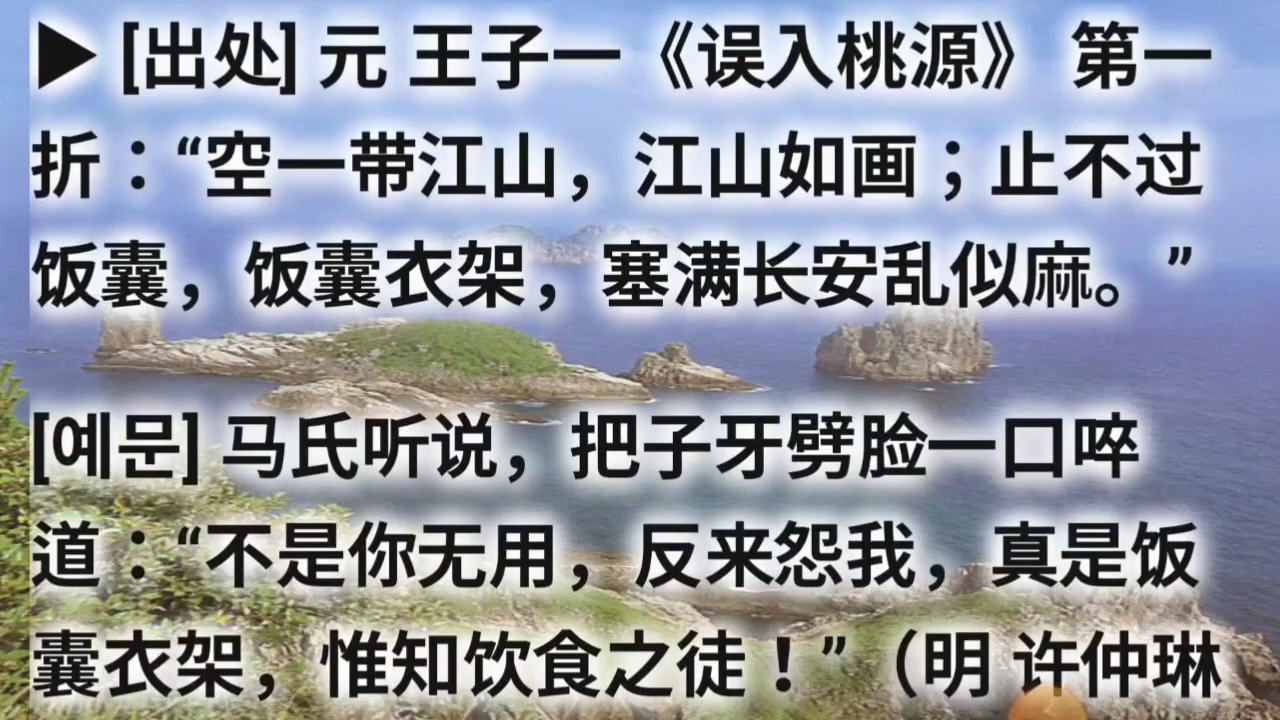 ▶ [出处] 元 王子一《误入桃源》 第一
折：“空一带江山，江山如画；止不过
饭囊，饭囊衣架，塞满长安乱似麻。”
[예문] 马氏听说，把子牙劈脸一口啐
道：“不是你无用，反来怨我，真是饭
囊衣架，惟知饮食之徒！”（明 许仲琳